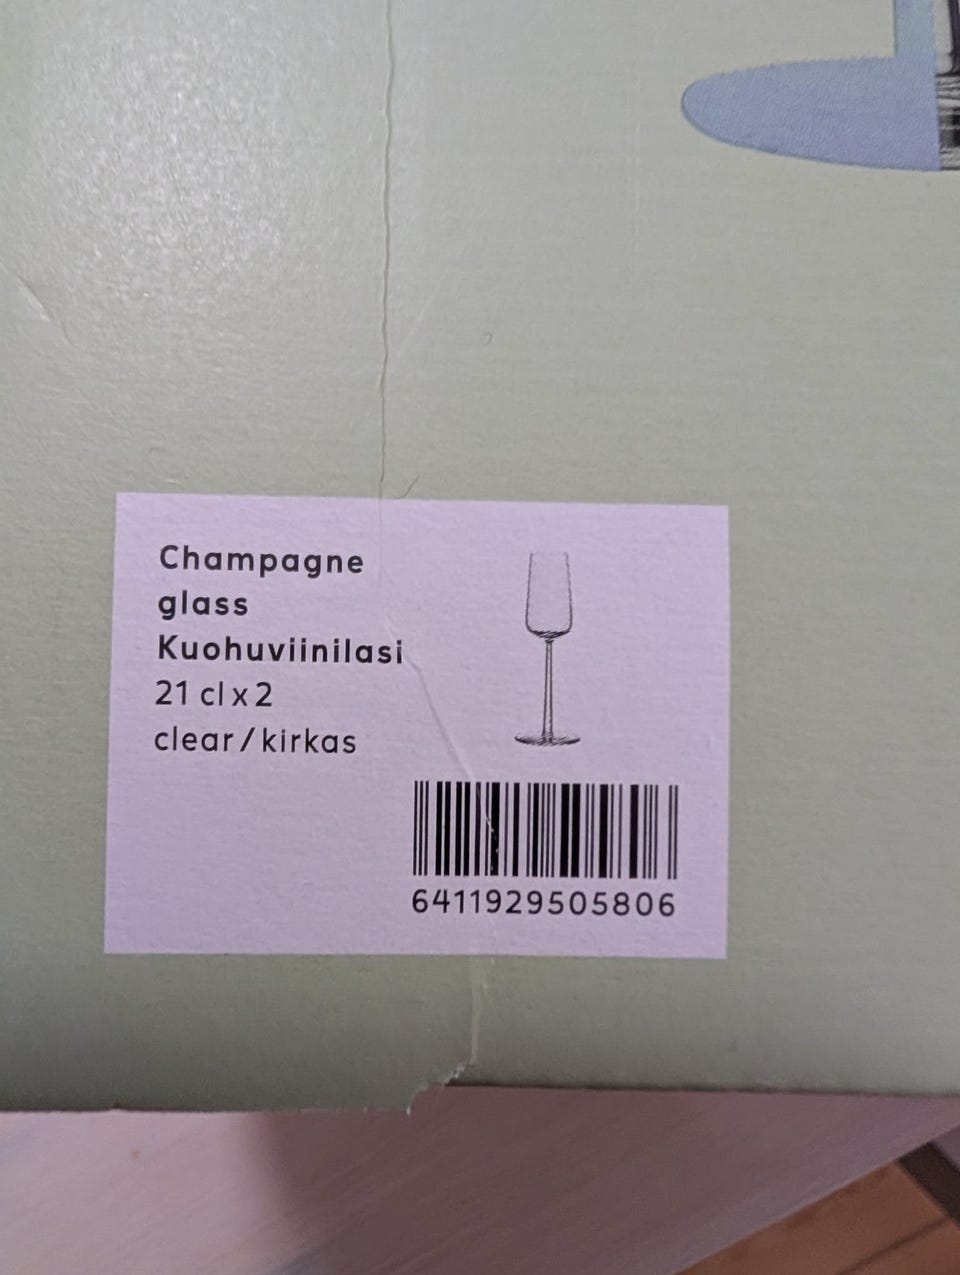 Champagne
glass
Kuohuviinilasi
21 cl x 2
clear / kirkas
6411929505806